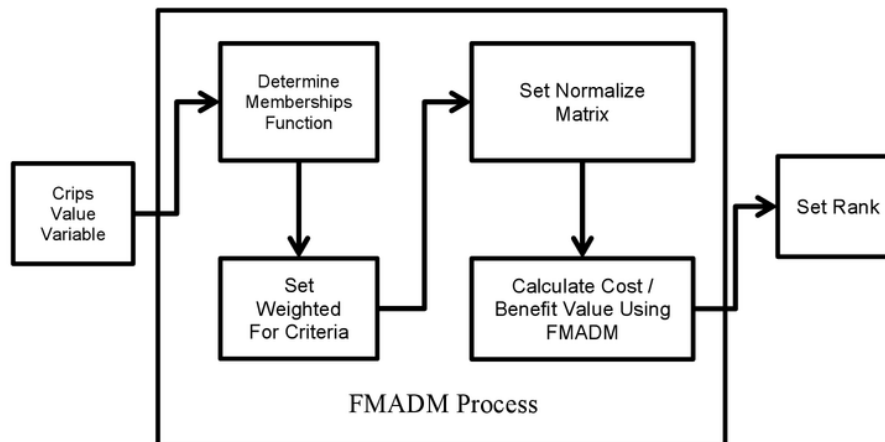 Crips
Value
Variable
Determine
Memberships
Function
Set
Weighted
For Criteria
Set Normalize
Matrix
Calculate Cost /
Benefit Value Using
FMADM
Set Rank
FMADM Process